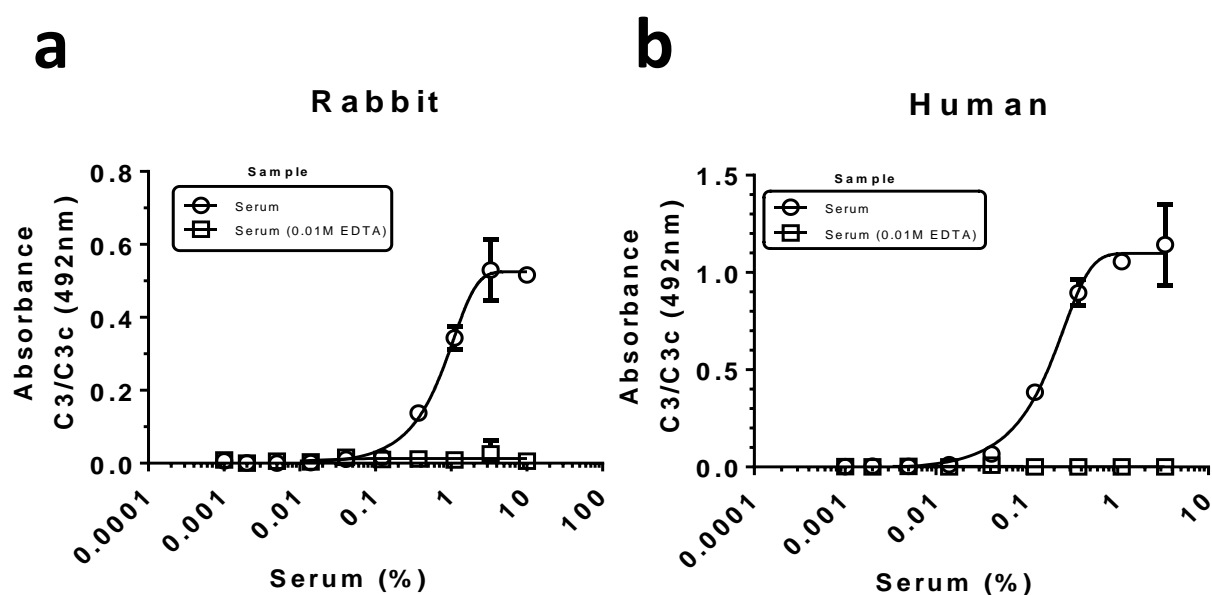 a
Rabbit
Absorbance
C3/C3c (492nm)
0.8
0.6
0.4
0.2
0.0
Sample
Serum
Serum (0.01M EDTA)
0.0001
0.001
0.01
0.1
1
10
100
Serum (%)
b
Human
Absorbance
C3/C3c (492nm)
1.5
1.0
0.5
0.0
Sample
Serum
Serum (0.01M EDTA)
0.0001
0.001
0.01
0.1
1
10
Serum (%)